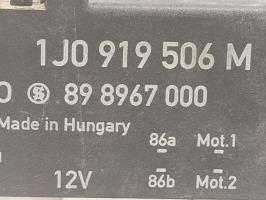 1J0 919 506 M
89 8967 000
Made in Hungary
86a Mot.1
12V 86b Mot.2